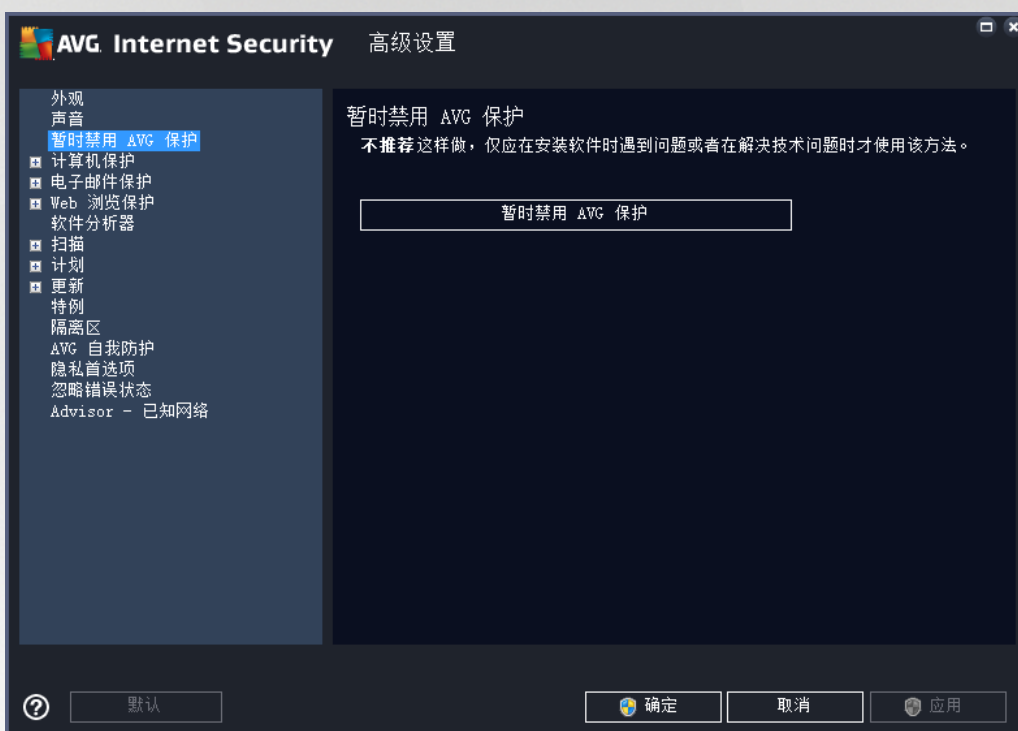 AVG. Internet Security 高级设置
外观
声音
暂时禁用 AVG 保护
计算机保护
电子邮件保护
Web 浏览保护
软件分析器
扫描
计划
更新
特例
隔离区
AVG 自我防护
隐私首选项
忽略错误状态
Advisor - 已知网络
暂时禁用 AVG 保护
不推荐这样做，仅应在安装软件时遇到问题或者在解决技术问题时才使用该方法。
暂时禁用 AVG 保护
默认
确定
取消
应用